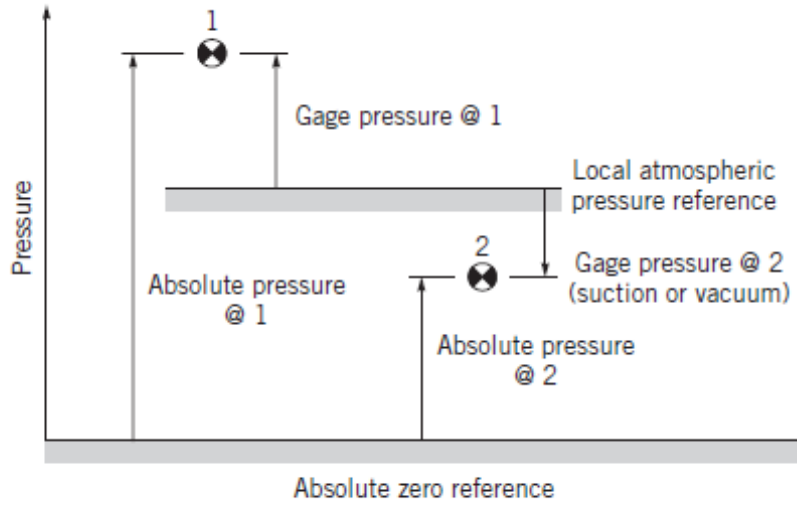 1
Gage pressure @ 1
Local atmospheric
pressure reference
2
Gage pressure @ 2
(suction or vacuum)
Absolute pressure
@ 1
Absolute pressure
@ 2
Pressure
Absolute zero reference